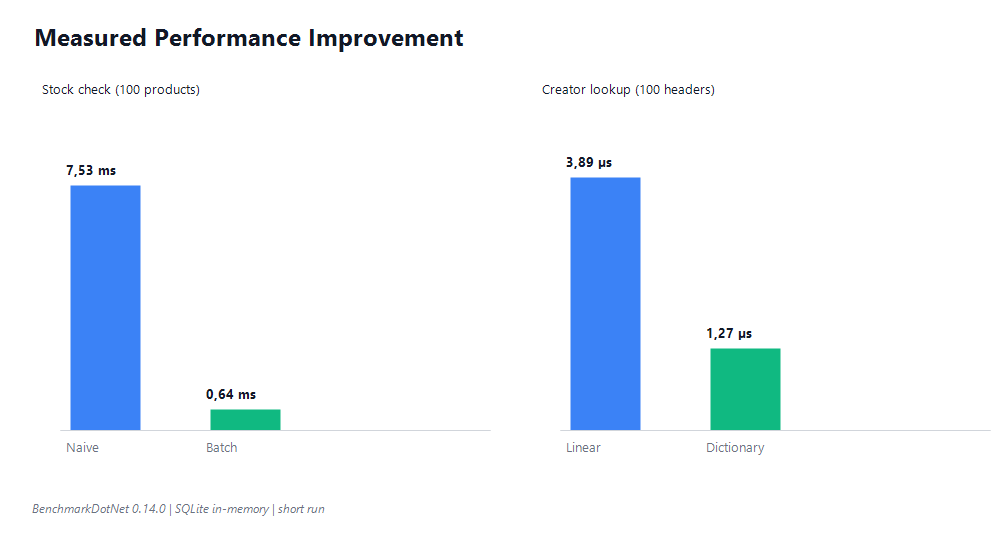 Measured Performance Improvement
Stock check (100 products)
7,53 ms
0,64 ms
Naive
Batch
Creator lookup (100 headers)
3,89 µs
1,27 µs
Linear
Dictionary
BenchmarkDotNet 0.14.0 | SQLite in-memory | short run